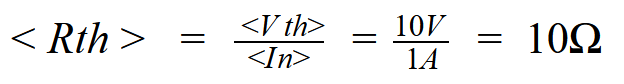 < Rth > = <Vth>/<In> = 10V/1A = 10Ω